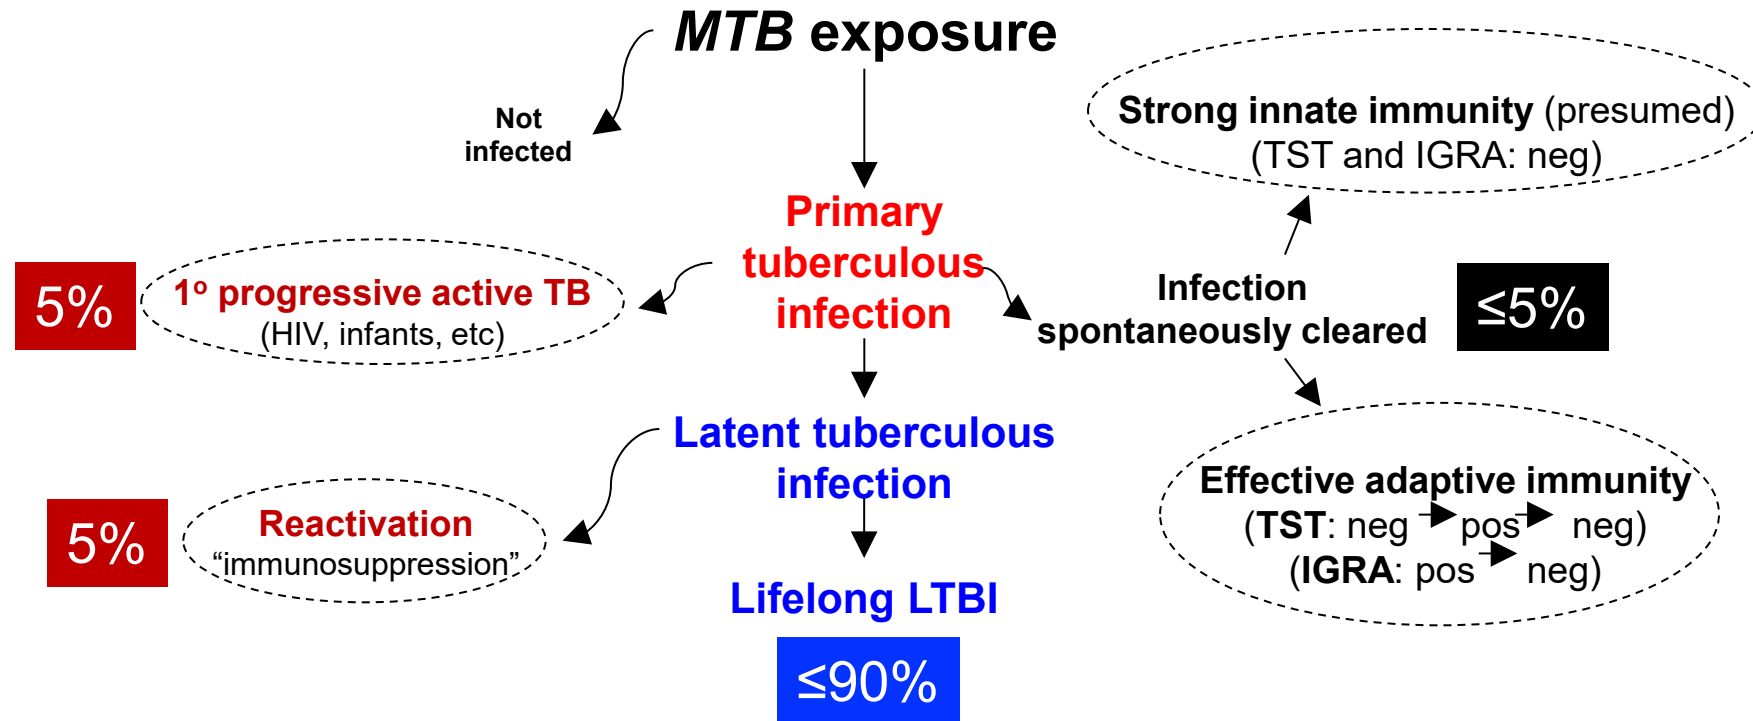 MTB exposure
Not
infected
Strong innate immunity (presumed)
(TST and IGRA: neg)
Primary
tuberculous
infection
5%
1º progressive active TB
(HIV, infants, etc)
Infection
spontaneously cleared
≤5%
Latent tuberculous
infection
5%
Reactivation
“immunosuppression”
Effective adaptive immunity
(TST: neg pos neg)
(IGRA: pos neg)
Lifelong LTBI
≤90%